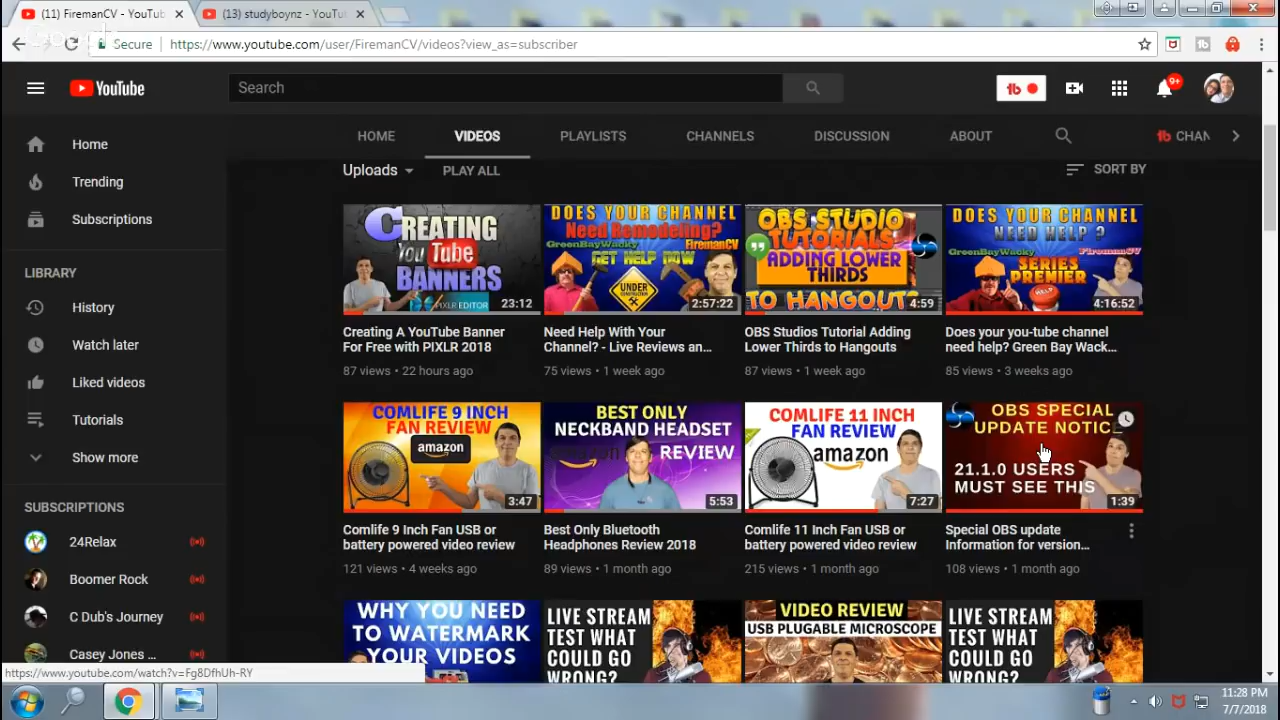 (11) FiremanCV - YouTub
(13) studyboynz - YouTu
Secure
https://www.youtube.com/user/FiremanCV/videos?view_as=subscriber
YouTube
Search
9+
HOME
VIDEOS
PLAYLISTS
CHANNELS
DISCUSSION
ABOUT
CHAN
Home
Trending
Subscriptions
LIBRARY
History
Watch later
Liked videos
Tutorials
Show more
SUBSCRIPTIONS
24Relax
Boomer Rock
C Dub's Journey
Casey Jones ...
Uploads
PLAY ALL
SORT BY
CREATING
YouTube
BANNERS
PIXLR EDITOR
23:12
DOES YOUR CHANNEL
Need Remodeling?
GreenBayWacky
FiremanCV
GET HELP NOW
UNDER
CONSTRUCTION
2:57:22
OBS STUDIO
TUTORIALS
ADDING LOWER
THIRDS
TO HANGOUT
4:59
DOES YOUR CHANNEL
NEED HELP ?
GreenBayWacky
FiremanCV
SERIES
PREMIER
4:16:52
Creating A YouTube Banner
For Free with PIXLR 2018
87 views • 22 hours ago
Need Help With Your
Channel? - Live Reviews an...
75 views • 1 week ago
OBS Studios Tutorial Adding
Lower Thirds to Hangouts
87 views • 1 week ago
Does your you-tube channel
need help? Green Bay Wack...
85 views • 3 weeks ago
COMLIFE 9 INCH
FAN REVIEW
amazon
3:47
BEST ONLY
NECKBAND HEADSET
REVIEW
5:53
COMLIFE 11 INCH
FAN REVIEW
amazon
7:27
OBS SPECIAL
UPDATE NOTIC
21.1.0 USERS
MUST SEE THIS
1:39
Comlife 9 Inch Fan USB or
battery powered video review
121 views • 4 weeks ago
Best Only Bluetooth
Headphones Review 2018
89 views • 1 month ago
Comlife 11 Inch Fan USB or
battery powered video review
215 views • 1 month ago
Special OBS update
Information for version...
108 views • 1 month ago
WHY YOU NEED
TO WATERMARK
YOUR VIDEOS
LIVE STREAM
TEST WHAT
COULD GO
WRONG?
VIDEO REVIEW
USB PLUGABLE MICROSCOPE
LIVE STREAM
TEST WHAT
COULD GO
WRONG?
https://www.youtube.com/watch?v=Fg8DfhUh-RY
11:28 PM
7/7/2018